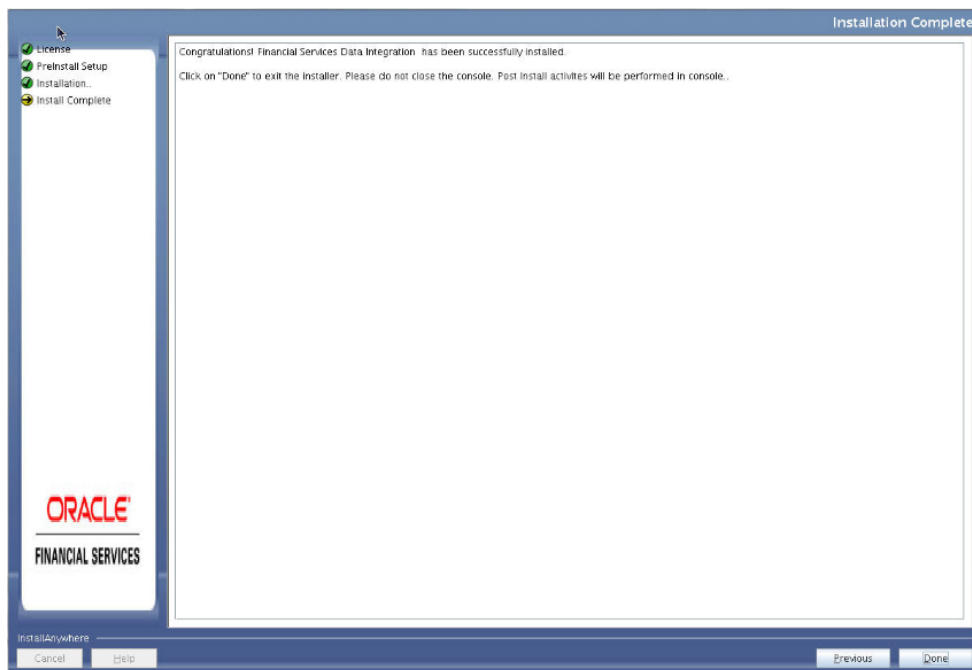 Installation Complete
License
PreInstall Setup
Installation..
Install Complete
Congratulations! Financial Services Data Integration has been successfully installed.
Click on "Done" to exit the installer. Please do not close the console. Post Install activites will be performed in console..
ORACLE
FINANCIAL SERVICES
InstallAnywhere
Cancel
Help
Previous
Done